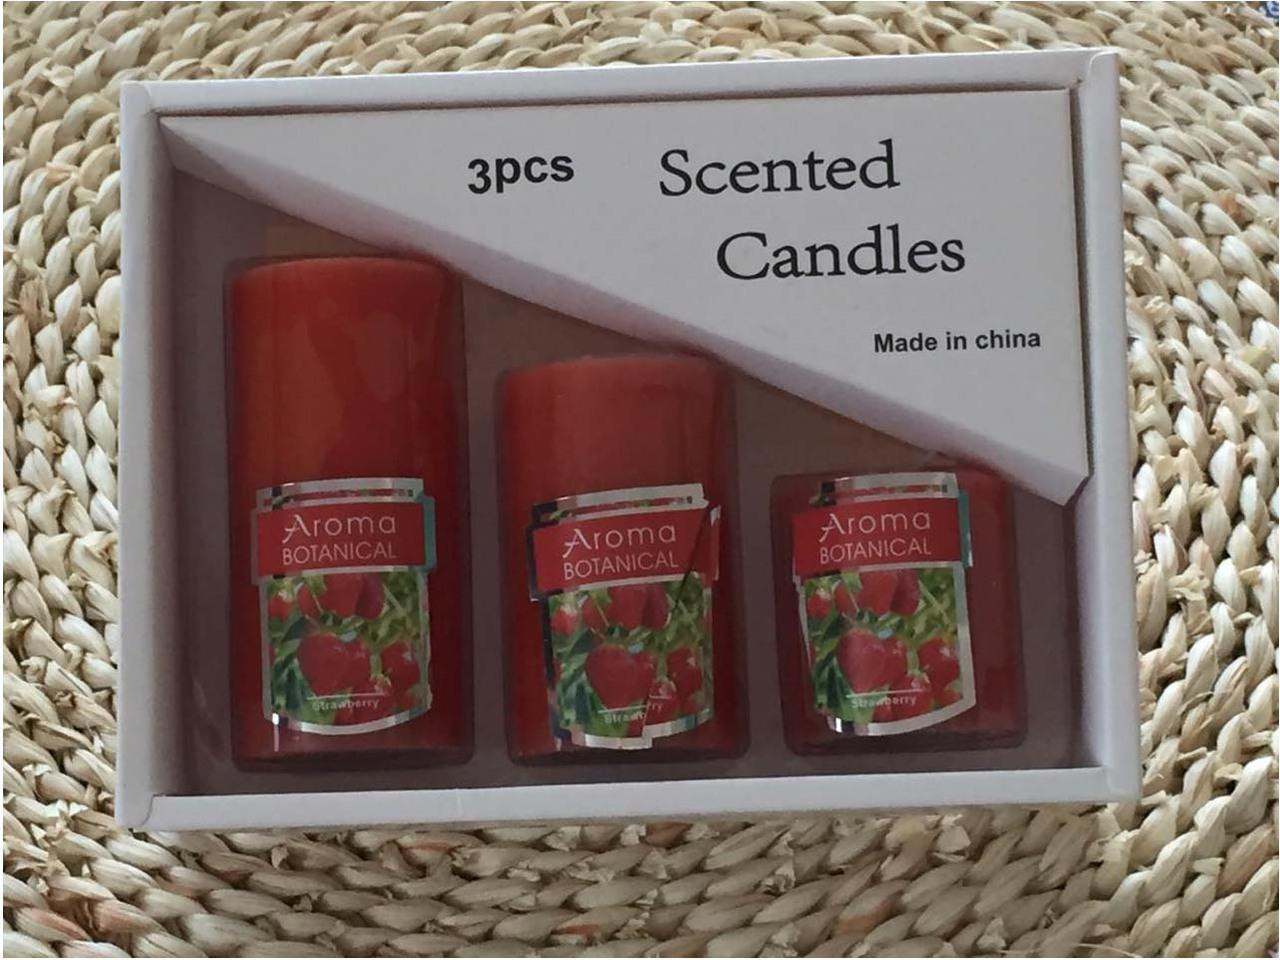 3pcs Scented
Candles
Made in china
Aroma
BOTANICAL
Strawberry
Aroma
BOTANICAL
Aroma
BOTANICAL
Strawberry